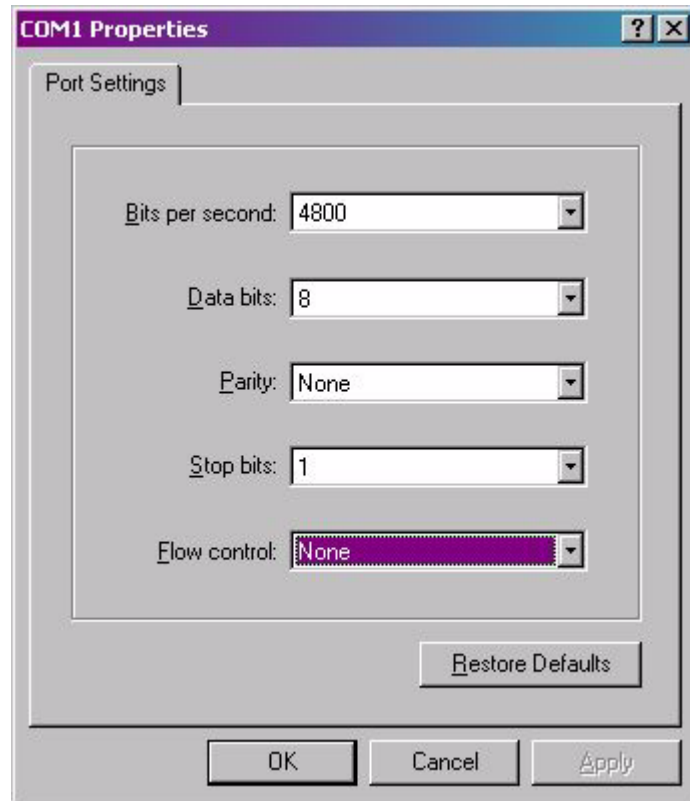 COM1 Properties
Port Settings
Bits per second: 4800
Data bits: 8
Parity: None
Stop bits: 1
Flow control: None
Restore Defaults
OK Cancel Apply